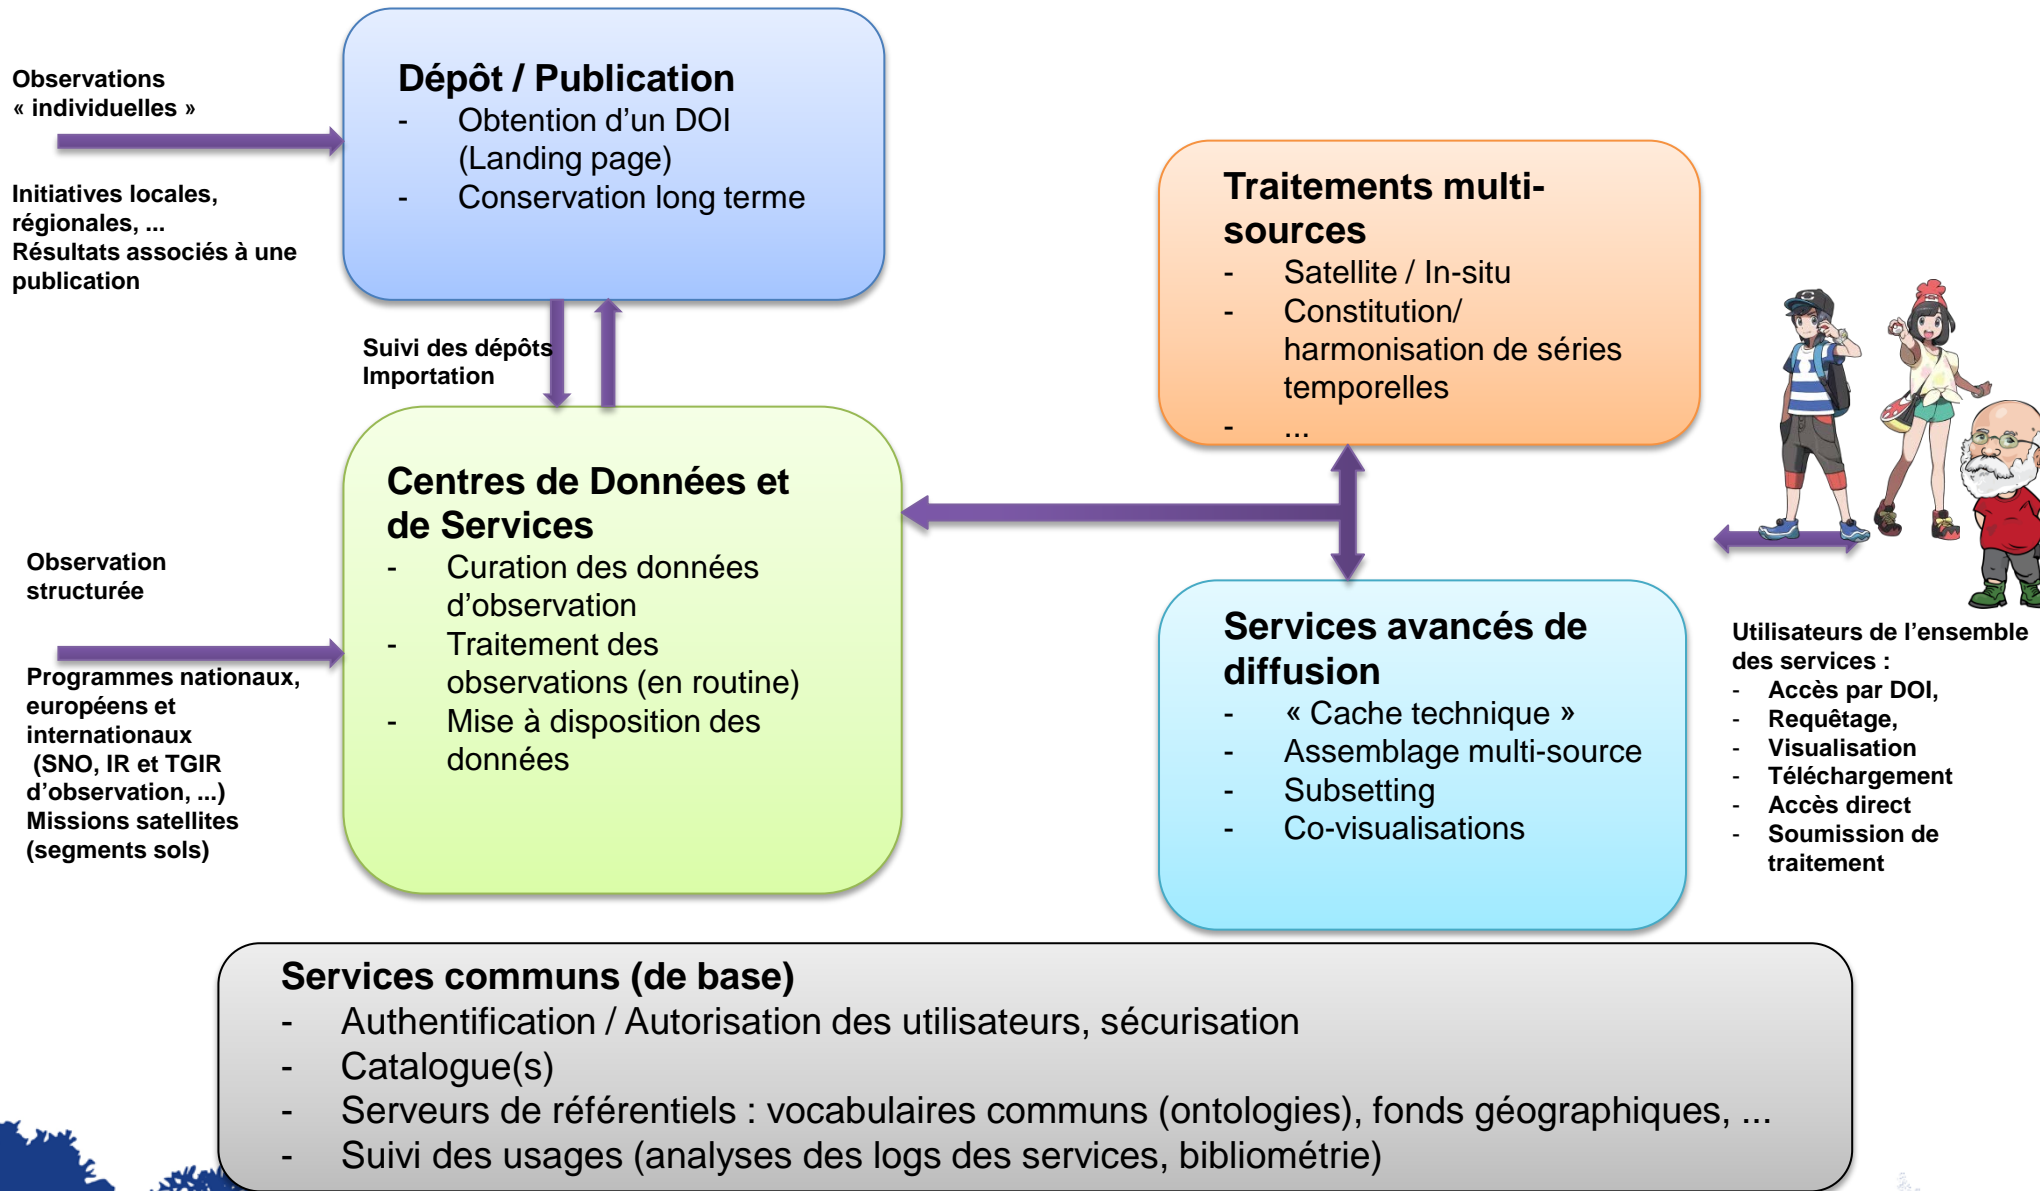 Observations
« individuelles »
Initiatives locales,
régionales, ...
Résultats associés à une
publication
Dépôt / Publication
- Obtention d’un DOI
(Landing page)
- Conservation long terme
Suivi des dépôts
Importation
Observation
structurée
Programmes nationaux,
européens et
internationaux
(SNO, IR et TGIR
d’observation, ...)
Missions satellites
(segments sols)
Centres de Données et
de Services
- Curation des données
d’observation
- Traitement des
observations (en routine)
- Mise à disposition des
données
Traitements multi-
sources
- Satellite / In-situ
- Constitution/
harmonisation de séries
temporelles
- ...
Services avancés de
diffusion
- « Cache technique »
- Assemblage multi-source
- Subsetting
- Co-visualisations
Utilisateurs de l’ensemble
des services :
- Accès par DOI,
- Requêtage,
- Visualisation
- Téléchargement
- Accès direct
- Soumission de
traitement
Services communs (de base)
- Authentification / Autorisation des utilisateurs, sécurisation
- Catalogue(s)
- Serveurs de référentiels : vocabulaires communs (ontologies), fonds géographiques, ...
- Suivi des usages (analyses des logs des services, bibliométrie)